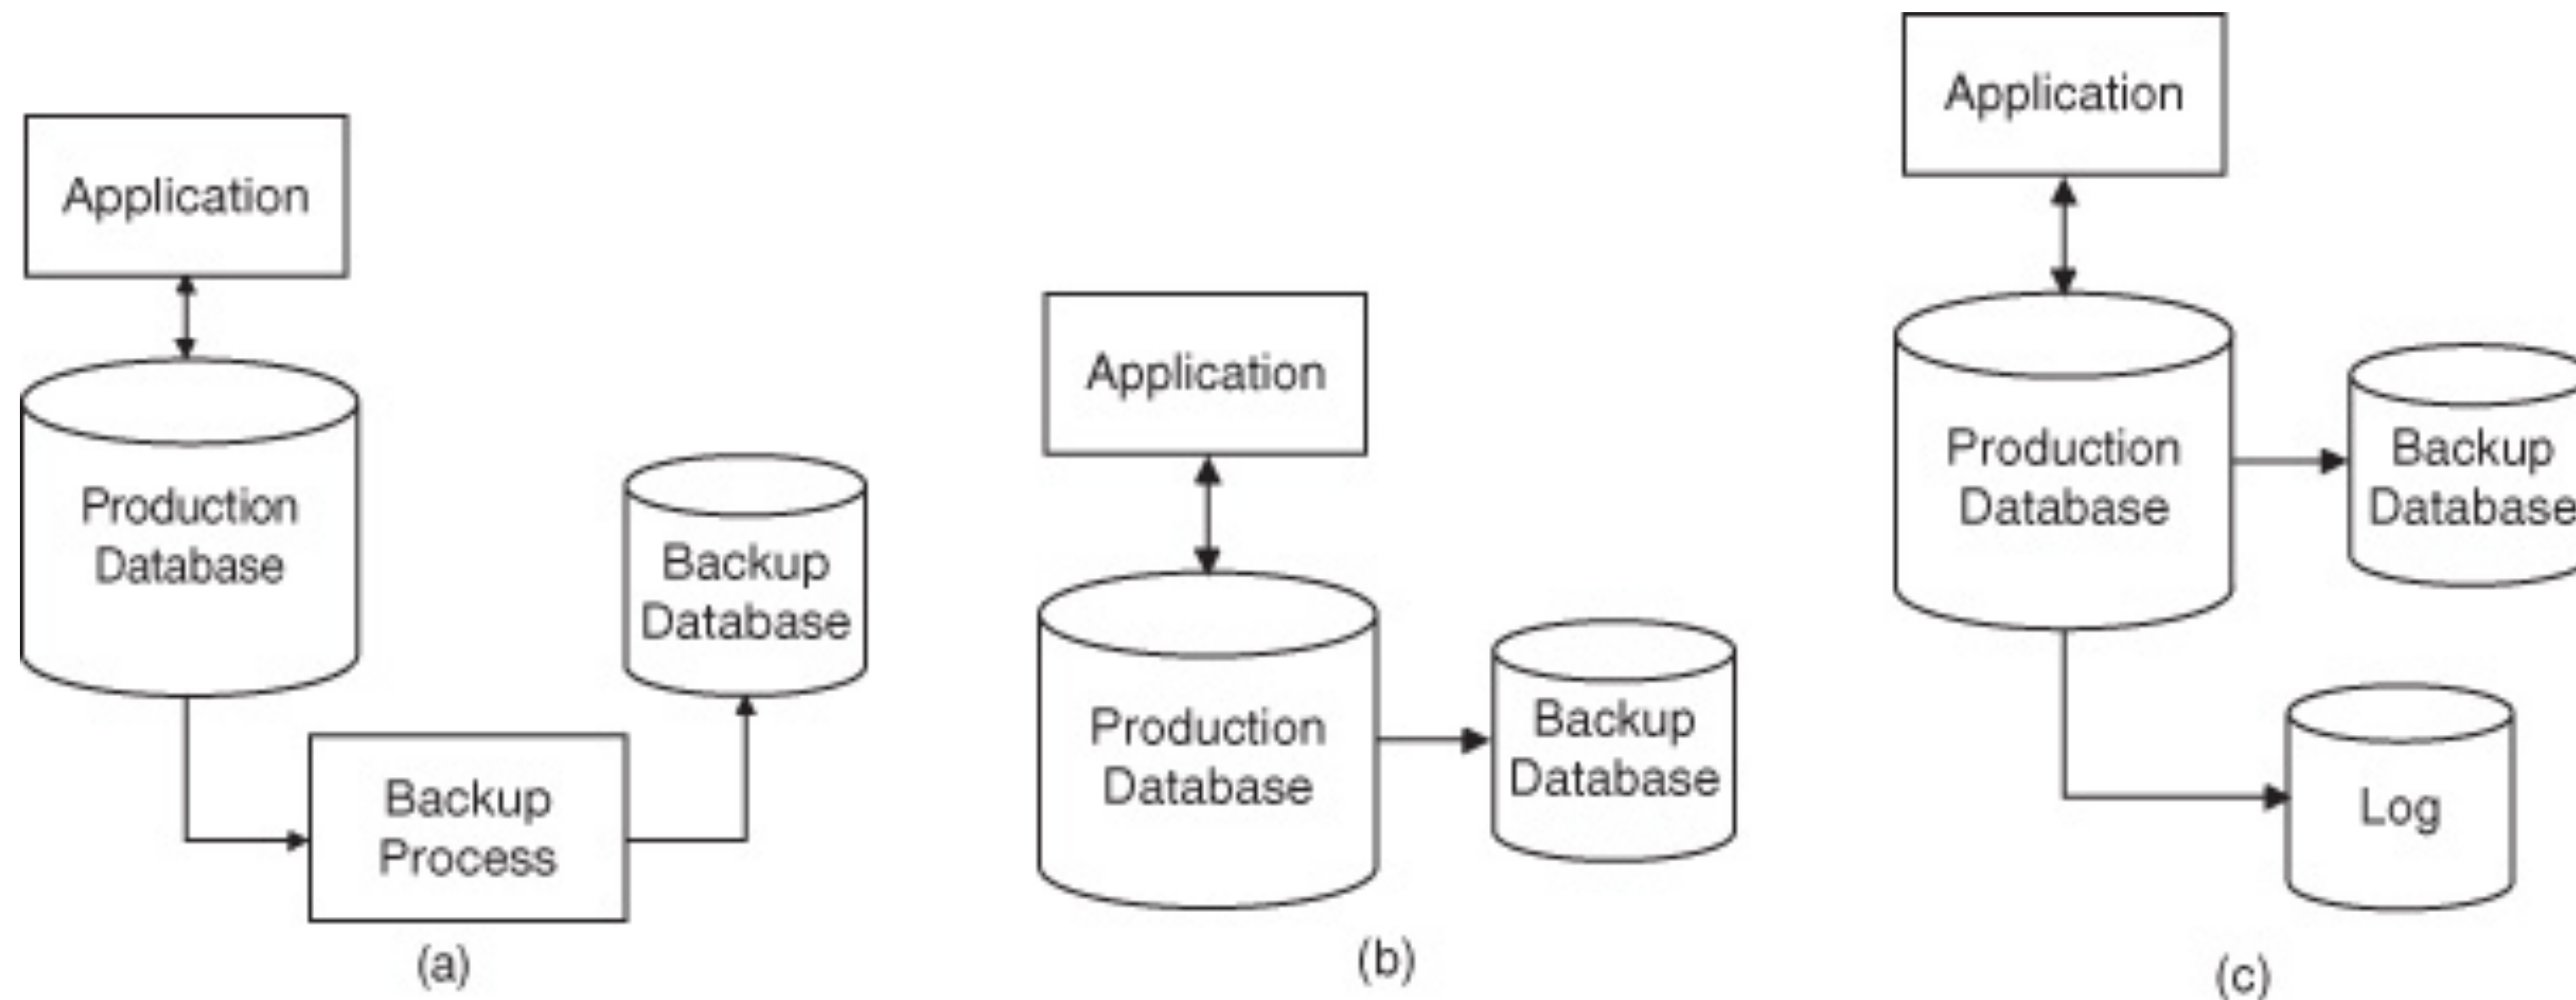 Application
Production
Database
Backup
Database
Backup
Process
(a)
Application
Production
Database
Backup
Database
(b)
Application
Production
Database
Backup
Database
Log
(c)